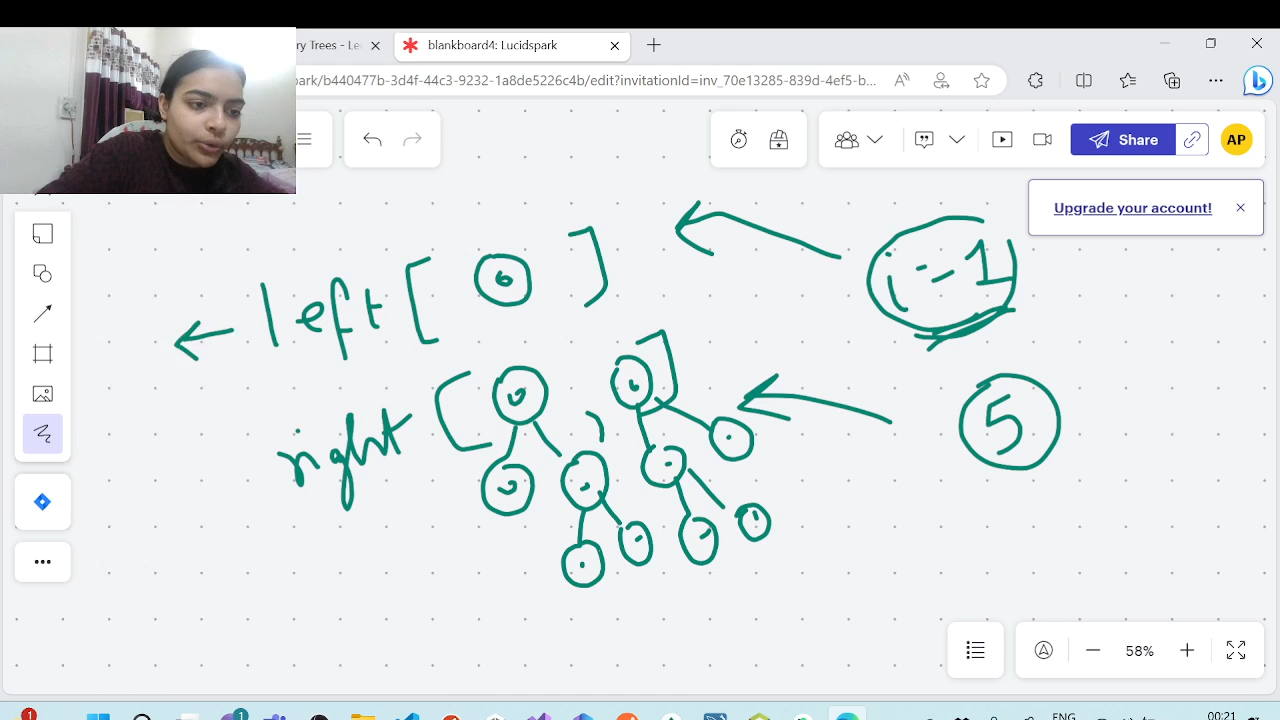 ry Trees - Le
blankboard4: Lucidspark
park/b440477b-3d4f-44c3-9232-1a8de5226c4b/edit?invitationId=inv_70e13285-839d-4ef5-b...
Share
AP
Upgrade your account!
left [ 0 ]
i=1
right [ 0 , 0 ]
5
58%
ENG
00:21